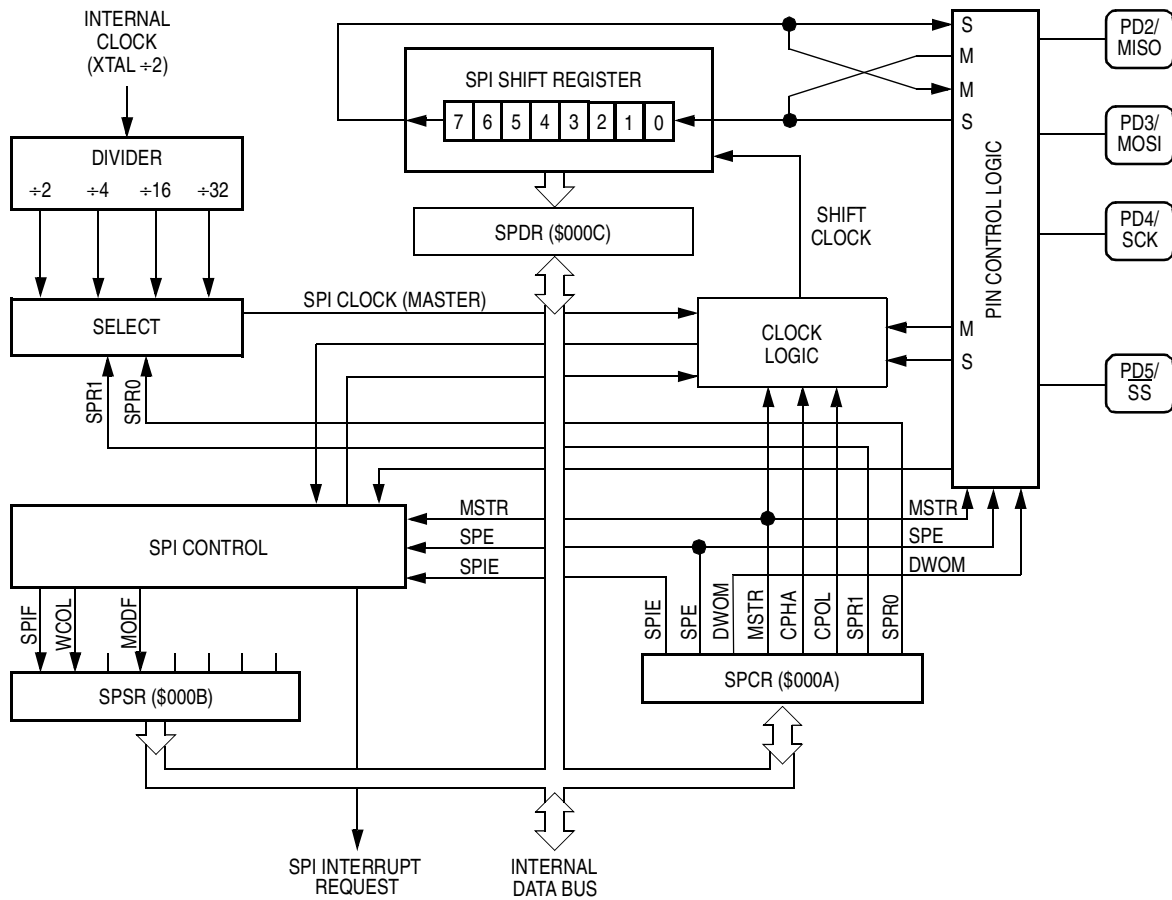 INTERNAL
CLOCK
(XTAL ÷2)
DIVIDER
÷2 ÷4 ÷16 ÷32
SELECT
SPR1
SPR0
SPI CLOCK (MASTER)
SPI SHIFT REGISTER
7 6 5 4 3 2 1 0
SPDR ($000C)
SHIFT
CLOCK
CLOCK
LOGIC
S
M
M
S
M
S
PIN CONTROL LOGIC
PD2/
MISO
PD3/
MOSI
PD4/
SCK
PD5/
SS
SPI CONTROL
MSTR
SPE
SPIE
MSTR
SPE
DWOM
SPIF
WCOL
MODF
SPSR ($000B)
SPIE
SPE
DWOM
MSTR
CPHA
CPOL
SPR1
SPR0
SPCR ($000A)
SPI INTERRUPT
REQUEST
INTERNAL
DATA BUS